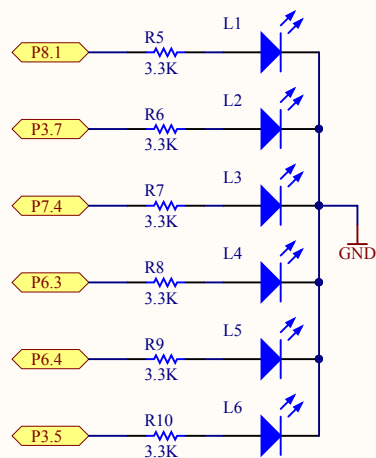 R5 L1
P8.1
3.3K
R6 L2
P3.7
3.3K
R7 L3
P7.4
3.3K
R8 L4
GND
P6.3
3.3K
R9 L5
P6.4
3.3K
R10 L6
P3.5
3.3K